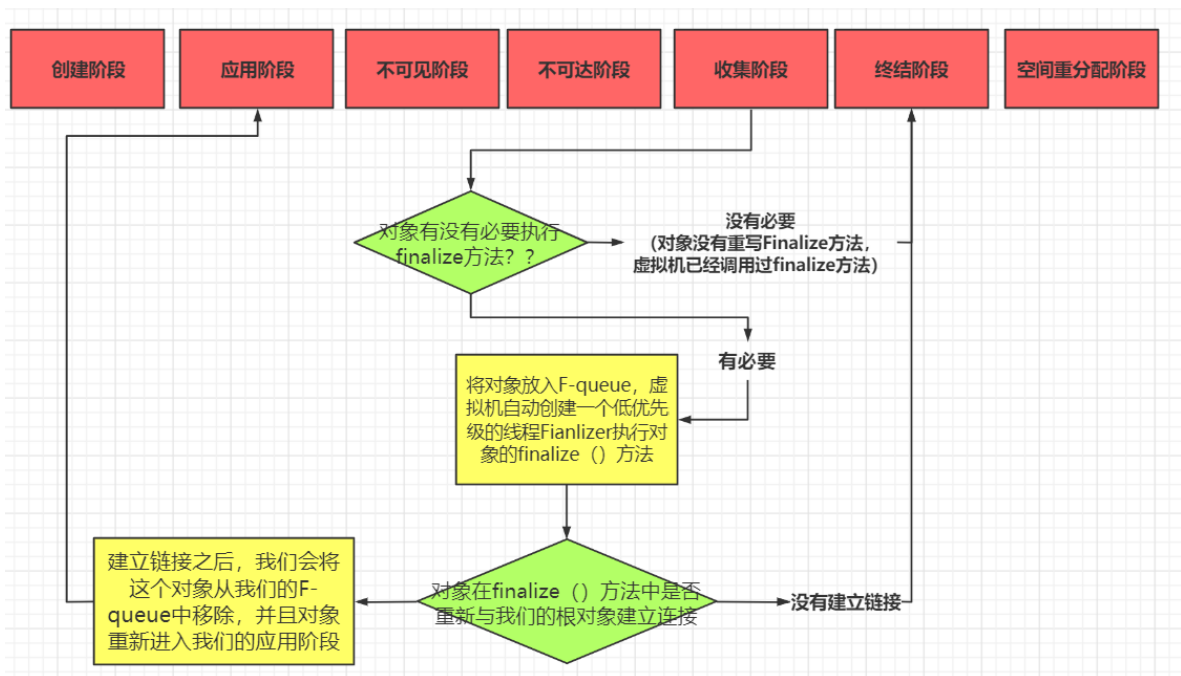 创建阶段
应用阶段
不可见阶段
不可达阶段
收集阶段
终结阶段
空间重分配阶段
对象有没有必要执行
finalize方法？？
没有必要
（对象没有重写Finalize方法，
虚拟机已经调用过finalize方法）
有必要
将对象放入F-queue，虚
拟机自动创建一个低优先
级的线程Fianlizer执行对
象的finalize（）方法
对象在finalize（）方法中是否
重新与我们的根对象建立连接
没有建立链接
建立链接之后，我们会将
这个对象从我们的F-
queue中移除，并且对象
重新进入我们的应用阶段